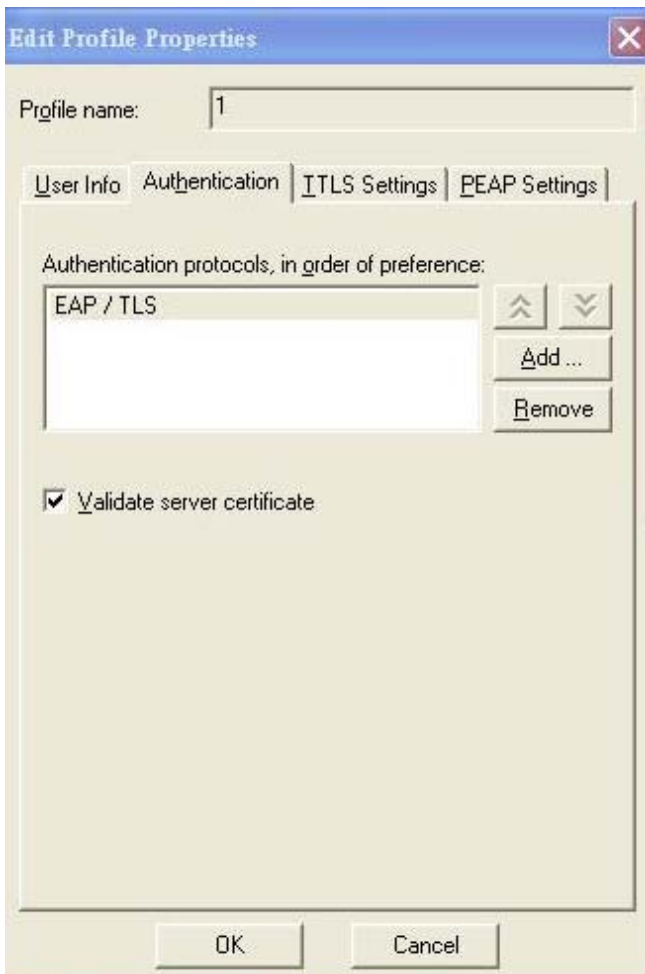 Edit Profile Properties
Profile name: 1
User Info Authentication TTLS Settings PEAP Settings
Authentication protocols, in order of preference:
EAP / TLS
Add ...
Remove
Validate server certificate
OK Cancel